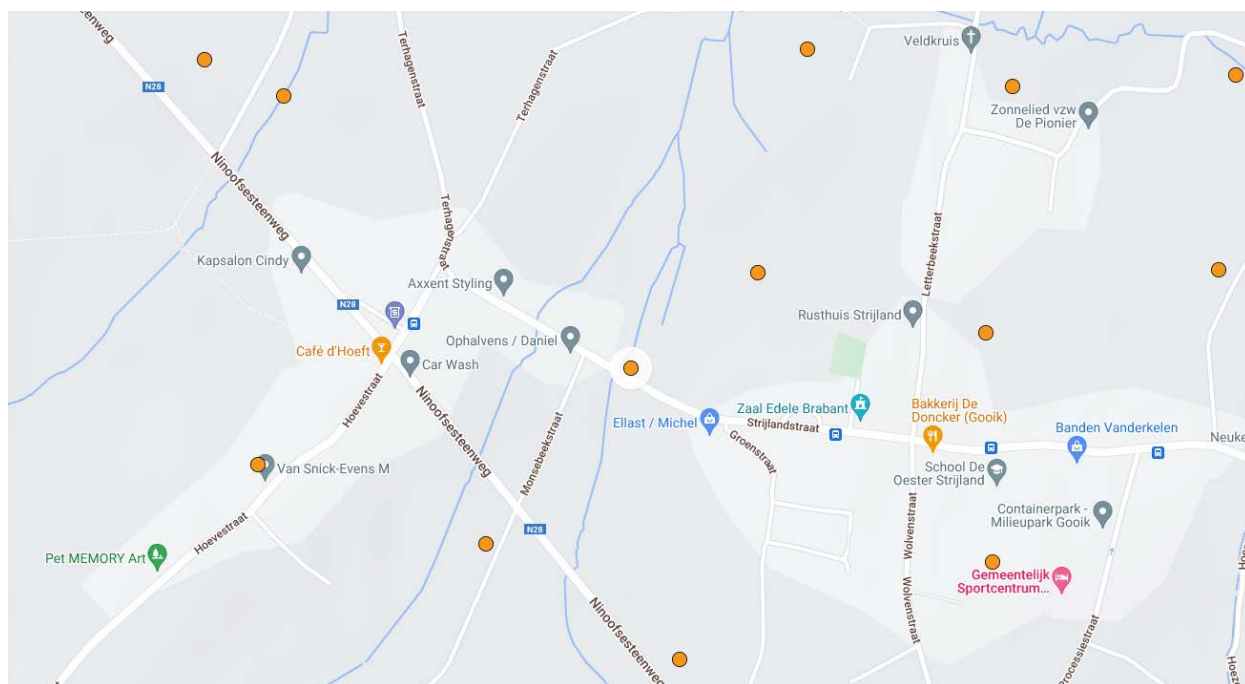 Ninoofsesteenweg
N28
Terhagenstraat
Terhagenstraat
Veldkruis
Zonnelied vzw
De Pionier
Ninoofsesteenweg
Terhagenstraat
Letterbeekstraat
Kapsalon Cindy
Axxent Styling
N28
Rusthuis Strijland
Ophalvens / Daniel
Café d'Hoeft
Car Wash
Hoevestraat
Ninoofsesteenweg
Ellast / Michel
Zaal Edele Brabant
Strijlandstraat
Groenstraat
Bakkerij De
Doncker (Gooik)
Banden Vanderkelen
Neuke
Van Snick-Evens M
Monsebeekstraat
School De
Oester Strijland
Containerpark -
Milieupark Gooik
Hoevestraat
N28
Wolvenstraat
Pet MEMORY Art
Gemeentelijk
Sportcentrum...
Wolvenstraat
Ninoofsesteenweg
Processiestraat
Hoezo